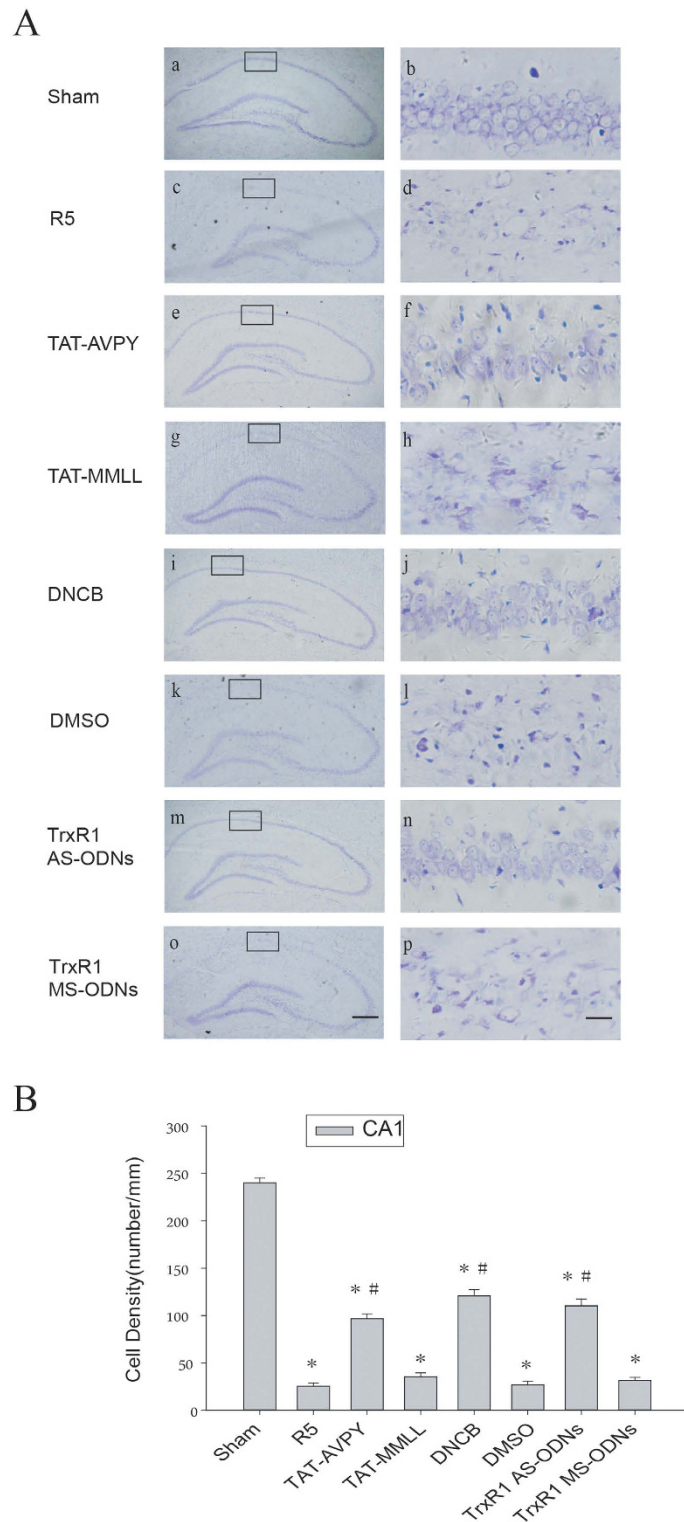 A
Sham
a
b
R5
c
d
TAT-AVPY
e
f
TAT-MMLL
g
h
DNCB
i
j
DMSO
k
l
TrxR1
AS-ODNs
m
n
TrxR1
MS-ODNs
o
p
B
300
CA1
250
200
150
100
50
0
Cell Density(number/mm)
*
* #
*
* #
*
* #
*
Sham
R5
TAT-AVPY
TAT-MMLL
DNCB
DMSO
TrxR1 AS-ODNs
TrxR1 MS-ODNs